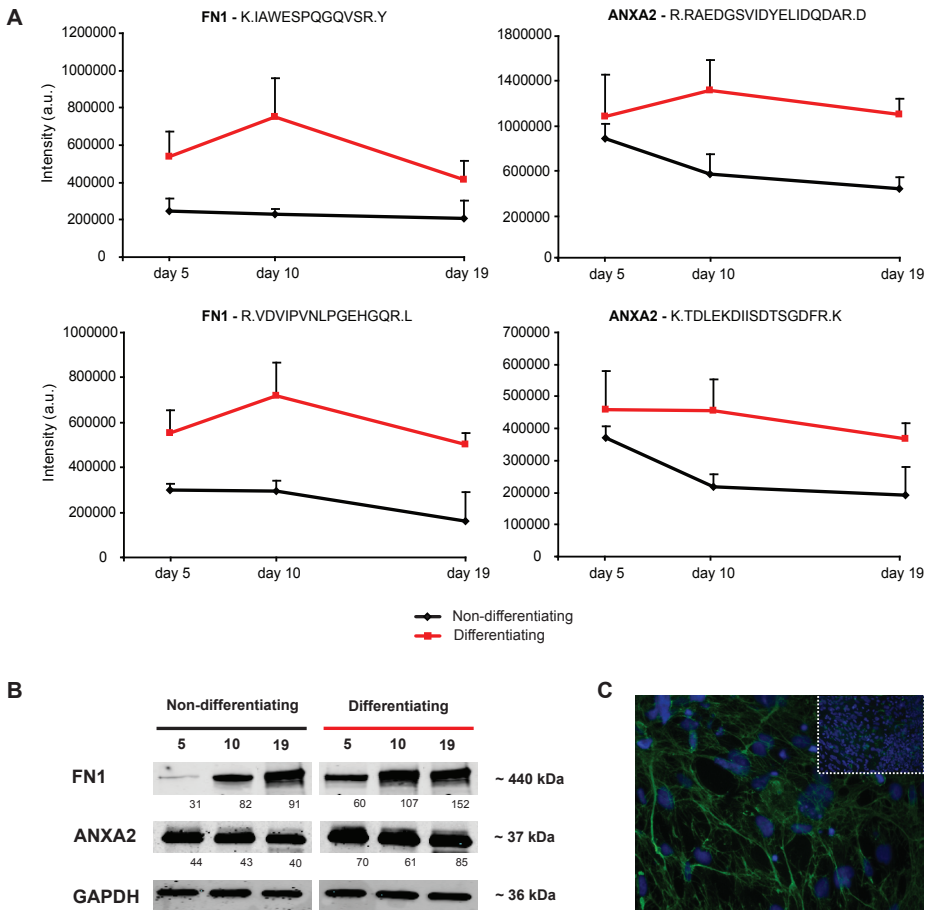 A
FN1 - K.IAWESPQGQVSR.Y
Intensity (a.u.)
1200000
1000000
800000
600000
400000
200000
0
day 5
day 10
day 19
ANXA2 - R.RAEDGSVIDYELIDQDAR.D
1800000
1400000
1000000
600000
200000
0
day 5
day 10
day 19
FN1 - R.VDVIPVNLPGEHGQR.L
Intensity (a.u.)
1000000
800000
600000
400000
200000
0
day 5
day 10
day 19
ANXA2 - K.TDLEKDIISDTSGDFR.K
700000
600000
500000
400000
300000
200000
100000
0
day 5
day 10
day 19
Non-differentiating
Differentiating
B
Non-differentiating Differentiating
5 10 19 5 10 19
FN1 ~ 440 kDa
31 82 91 60 107 152
ANXA2 ~ 37 kDa
44 43 40 70 61 85
GAPDH ~ 36 kDa
C